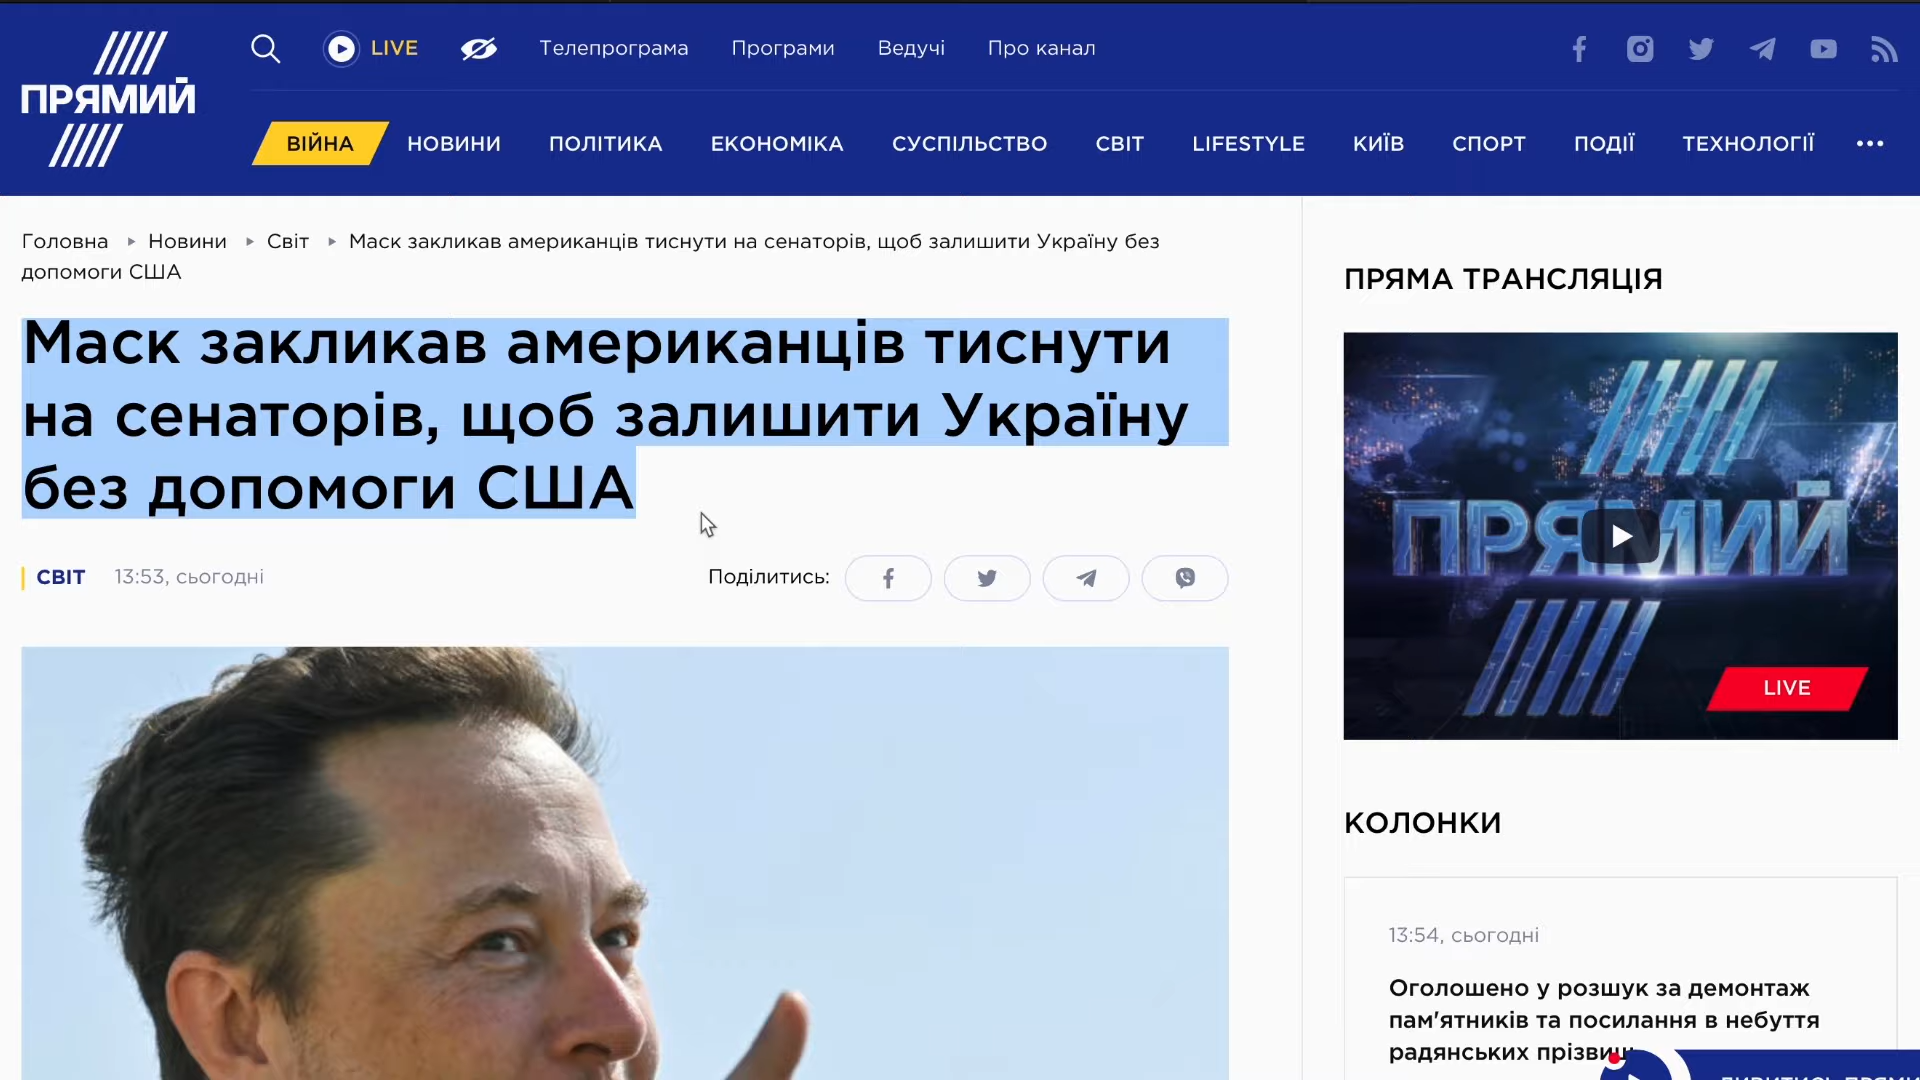 ПРЯМИЙ
LIVE
Телепрограма
Програми
Ведучі
Про канал
ВІЙНА
НОВИНИ
ПОЛІТИКА
ЕКОНОМІКА
СУСПІЛЬСТВО
СВІТ
LIFESTYLE
КИЇВ
СПОРТ
ПОДІЇ
ТЕХНОЛОГІЇ
Головна
Новини
Світ
Маск закликав американців тиснути на сенаторів, щоб залишити Україну без
допомоги США
Маск закликав американців тиснути
на сенаторів, щоб залишити Україну
без допомоги США
СВІТ
13:53, сьогодні
Поділитись:
ПРЯМА ТРАНСЛЯЦІЯ
ПРЯМИЙ
LIVE
КОЛОНКИ
13:54, сьогодні
Оголошено у розшук за демонтаж
пам'ятників та посилання в небуття
радянських прізвищ